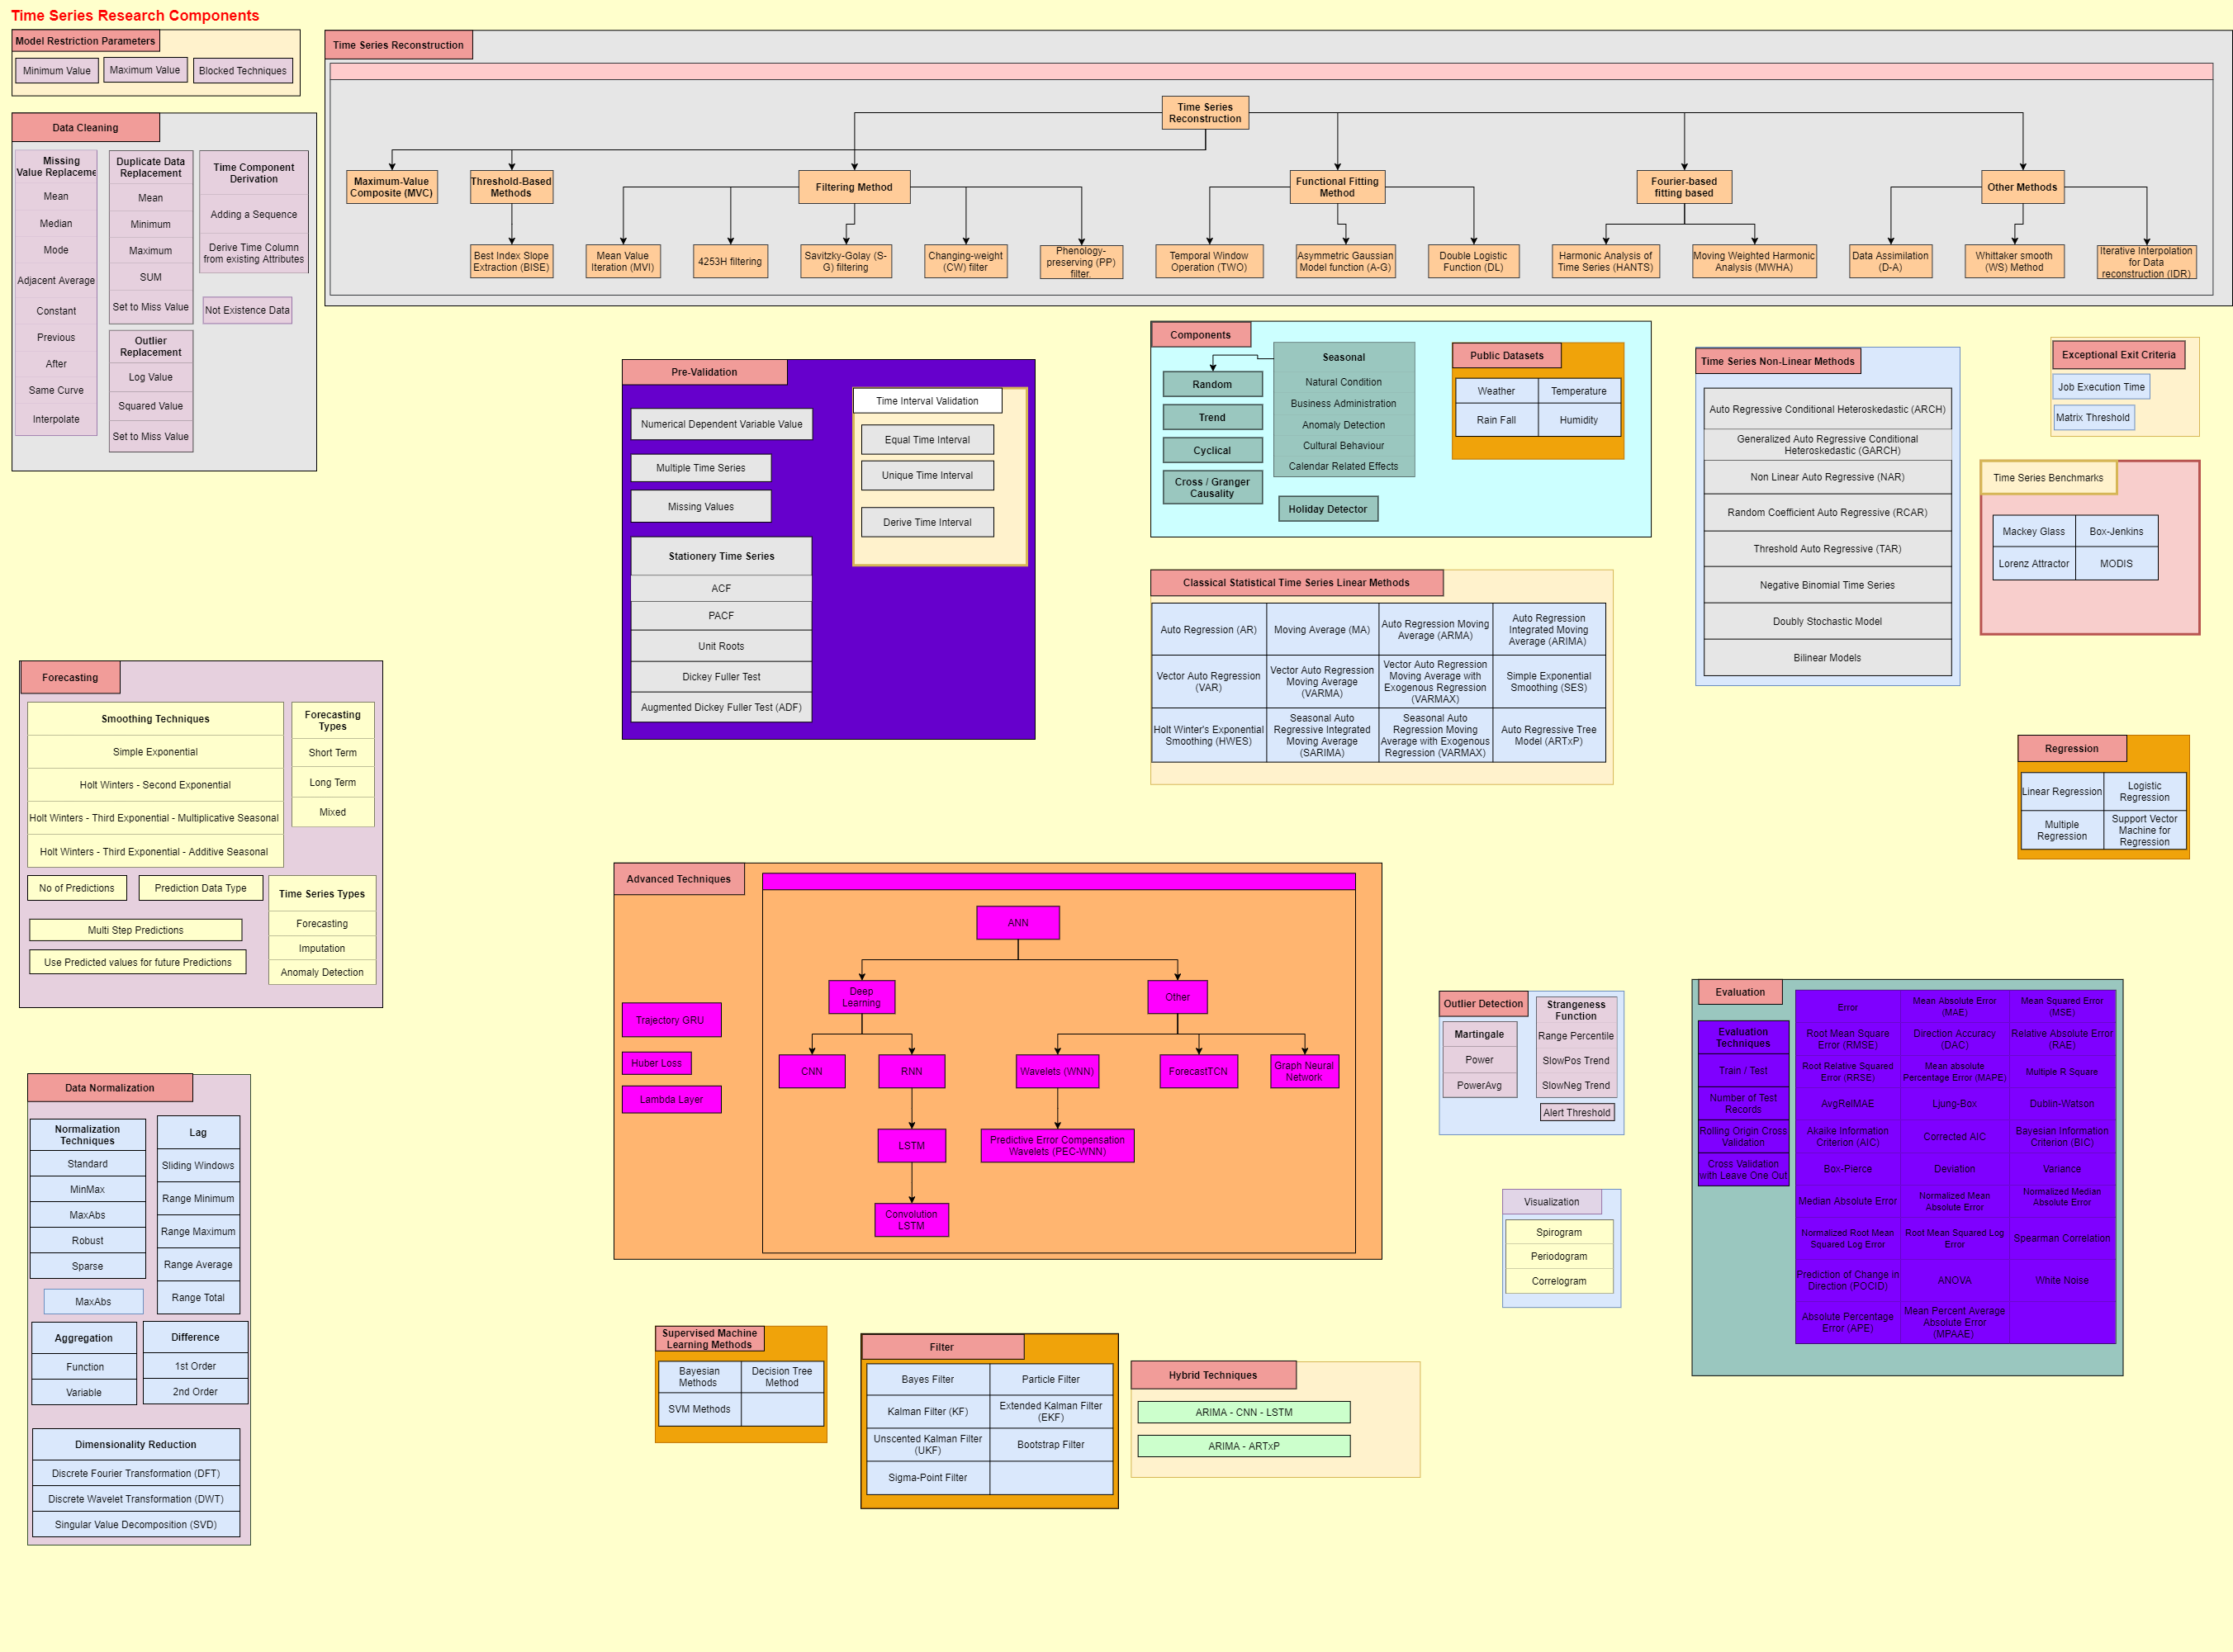 Time Series Research Components
Model Restriction Parameters
Minimum Value
Maximum Value
Blocked Techniques
Data Cleaning
Missing
Value Replaceme
Mean
Median
Mode
Adjacent Average
Constant
Previous
After
Same Curve
Interpolate
Duplicate Data
Replacement
Mean
Minimum
Maximum
SUM
Set to Miss Value
Outlier
Replacement
Log Value
Squared Value
Set to Miss Value
Time Component
Derivation
Adding a Sequence
Derive Time Column
from existing Attributes
Not Existence Data
Time Series Reconstruction
Time Series
Reconstruction
Maximum-Value
Composite (MVC)
Threshold-Based
Methods
Filtering Method
Functional Fitting
Method
Fourier-based
fitting based
Other Methods
Best Index Slope
Extraction (BISE)
Mean Value
Iteration (MVI)
4253H filtering
Savitzky-Golay (S-
G) filtering
Changing-weight
(CW) filter
Phenology-
preserving (PP)
filter.
Temporal Window
Operation (TWO)
Asymmetric Gaussian
Model function (A-G)
Double Logistic
Function (DL)
Harmonic Analysis of
Time Series (HANTS)
Moving Weighted Harmonic
Analysis (MWHA)
Data Assimilation
(D-A)
Whittaker smooth
(WS) Method
Iterative Interpolation
for Data
reconstruction (IDR)
Pre-Validation
Numerical Dependent Variable Value
Multiple Time Series
Missing Values
Stationery Time Series
ACF
PACF
Unit Roots
Dickey Fuller Test
Augmented Dickey Fuller Test (ADF)
Time Interval Validation
Equal Time Interval
Unique Time Interval
Derive Time Interval
Components
Random
Trend
Cyclical
Cross / Granger
Causality
Seasonal
Natural Condition
Business Administration
Anomaly Detection
Cultural Behaviour
Calendar Related Effects
Holiday Detector
Public Datasets
Weather
Temperature
Rain Fall
Humidity
Time Series Non-Linear Methods
Auto Regressive Conditional Heteroskedastic (ARCH)
Generalized Auto Regressive Conditional
Heteroskedastic (GARCH)
Non Linear Auto Regressive (NAR)
Random Coefficient Auto Regressive (RCAR)
Threshold Auto Regressive (TAR)
Negative Binomial Time Series
Doubly Stochastic Model
Bilinear Models
Exceptional Exit Criteria
Job Execution Time
Matrix Threshold
Time Series Benchmarks
Mackey Glass
Box-Jenkins
Lorenz Attractor
MODIS
Classical Statistical Time Series Linear Methods
Auto Regression (AR)
Moving Average (MA)
Auto Regression Moving
Average (ARMA)
Auto Regression
Integrated Moving
Average (ARIMA)
Vector Auto Regression
(VAR)
Vector Auto Regression
Moving Average
(VARMA)
Vector Auto Regression
Moving Average with
Exogenous Regression
(VARMAX)
Simple Exponential
Smoothing (SES)
Holt Winter's Exponential
Smoothing (HWES)
Seasonal Auto
Regressive Integrated
Moving Average
(SARIMA)
Seasonal Auto
Regression Moving
Average with Exogenous
Regression (VARMAX)
Auto Regressive Tree
Model (ARTxP)
Regression
Linear Regression
Logistic
Regression
Multiple
Regression
Support Vector
Machine for
Regression
Forecasting
Smoothing Techniques
Simple Exponential
Holt Winters - Second Exponential
Holt Winters - Third Exponential - Multiplicative Seasonal
Holt Winters - Third Exponential - Additive Seasonal
Forecasting
Types
Short Term
Long Term
Mixed
No of Predictions
Prediction Data Type
Multi Step Predictions
Use Predicted values for future Predictions
Time Series Types
Forecasting
Imputation
Anomaly Detection
Advanced Techniques
Trajectory GRU
Huber Loss
Lambda Layer
ANN
Deep
Learning
Other
CNN
RNN
Wavelets (WNN)
ForecastTCN
Graph Neural
Network
LSTM
Predictive Error Compensation
Wavelets (PEC-WNN)
Convolution
LSTM
Outlier Detection
Martingale
Power
PowerAvg
Strangeness
Function
Range Percentile
SlowPos Trend
SlowNeg Trend
Alert Threshold
Visualization
Spirogram
Periodogram
Correlogram
Evaluation
Evaluation
Techniques
Train / Test
Number of Test
Records
Rolling Origin Cross
Validation
Cross Validation
with Leave One Out
Error
Mean Absolute Error
(MAE)
Mean Squared Error
(MSE)
Root Mean Square
Error (RMSE)
Direction Accuracy
(DAC)
Relative Absolute Error
(RAE)
Root Relative Squared
Error (RRSE)
Mean absolute
Percentage Error (MAPE)
Multiple R Square
AvgRelMAE
Ljung-Box
Dublin-Watson
Akaike Information
Criterion (AIC)
Corrected AIC
Bayesian Information
Criterion (BIC)
Box-Pierce
Deviation
Variance
Median Absolute Error
Normalized Mean
Absolute Error
Normalized Median
Absolute Error
Normalized Root Mean
Squared Log Error
Root Mean Squared Log
Error
Spearman Correlation
Prediction of Change in
Direction (POCID)
ANOVA
White Noise
Absolute Percentage
Error (APE)
Mean Percent Average
Absolute Error
(MPAAE)
Data Normalization
Normalization
Techniques
Standard
MinMax
MaxAbs
Robust
Sparse
MaxAbs
Lag
Sliding Windows
Range Minimum
Range Maximum
Range Average
Range Total
Aggregation
Function
Variable
Difference
1st Order
2nd Order
Dimensionality Reduction
Discrete Fourier Transformation (DFT)
Discrete Wavelet Transformation (DWT)
Singular Value Decomposition (SVD)
Supervised Machine
Learning Methods
Bayesian
Methods
Decision Tree
Method
SVM Methods
Filter
Bayes Filter
Particle Filter
Kalman Filter (KF)
Extended Kalman Filter
(EKF)
Unscented Kalman Filter
(UKF)
Bootstrap Filter
Sigma-Point Filter
Hybrid Techniques
ARIMA - CNN - LSTM
ARIMA - ARTxP